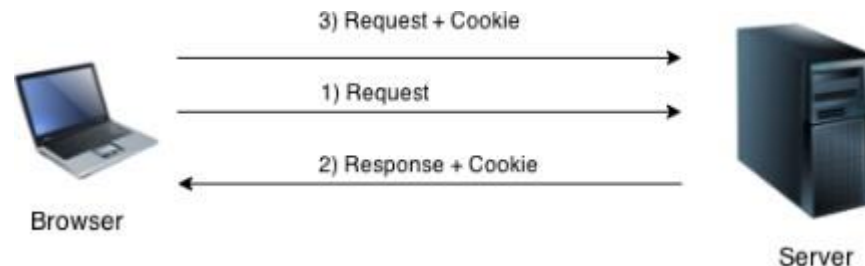 3) Request + Cookie
1) Request
2) Response + Cookie
Browser
Server